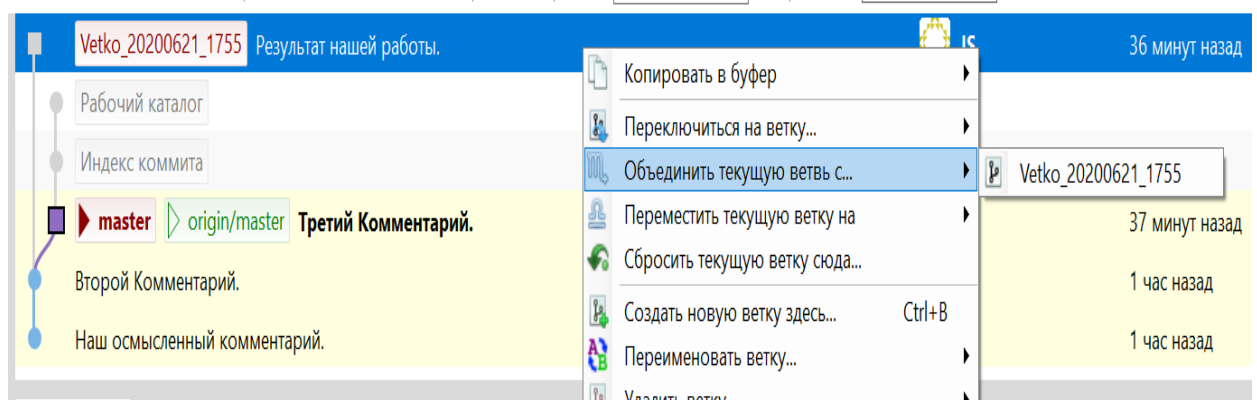 Vetko_20200621_1755 Результат нашей работы. JS 36 минут назад
Копировать в буфер
Рабочий каталог
Переключиться на ветку...
Индекс коммита
Объединить текущую ветвь с...
Vetko_20200621_1755
master origin/master Третий Комментарий. 37 минут назад
Переместить текущую ветку на
Сбросить текущую ветку сюда...
Второй Комментарий. 1 час назад
Создать новую ветку здесь... Ctrl+B
Наш осмысленный комментарий. 1 час назад
Переименовать ветку...
Удалить ветку